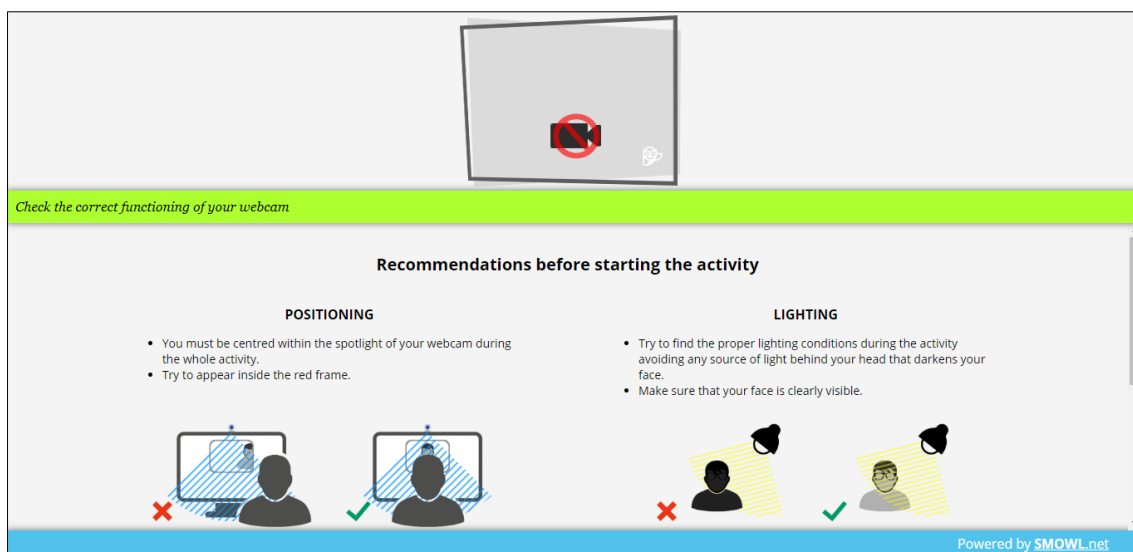 Check the correct functioning of your webcam
Recommendations before starting the activity
POSITIONING
• You must be centred within the spotlight of your webcam during
the whole activity.
• Try to appear inside the red frame.
LIGHTING
• Try to find the proper lighting conditions during the activity
avoiding any source of light behind your head that darkens your
face.
• Make sure that your face is clearly visible.
Powered by SMOWL.net